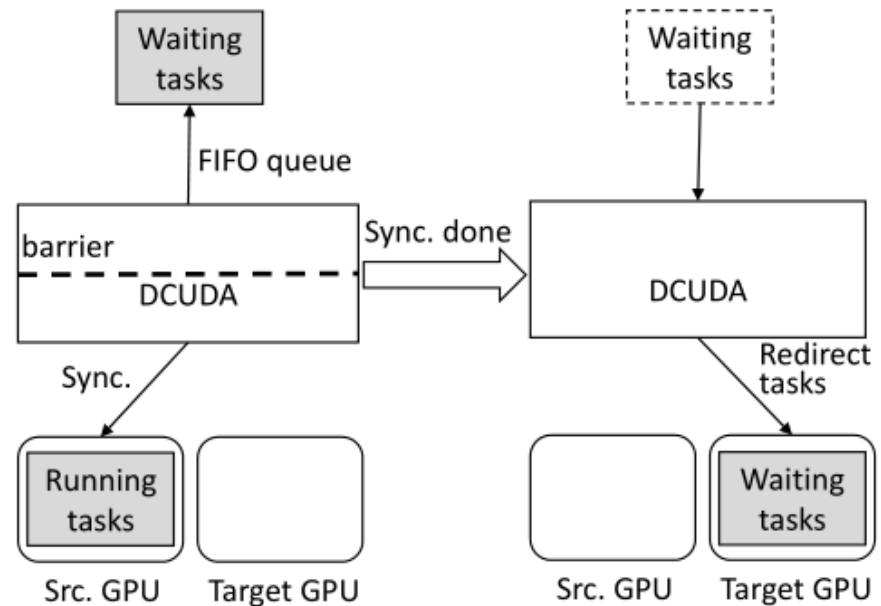 Waiting
tasks
FIFO queue
barrier
DCUDA
Sync.
Running
tasks
Src. GPU
Target GPU
Sync. done
Waiting
tasks
DCUDA
Redirect
tasks
Waiting
tasks
Src. GPU
Target GPU